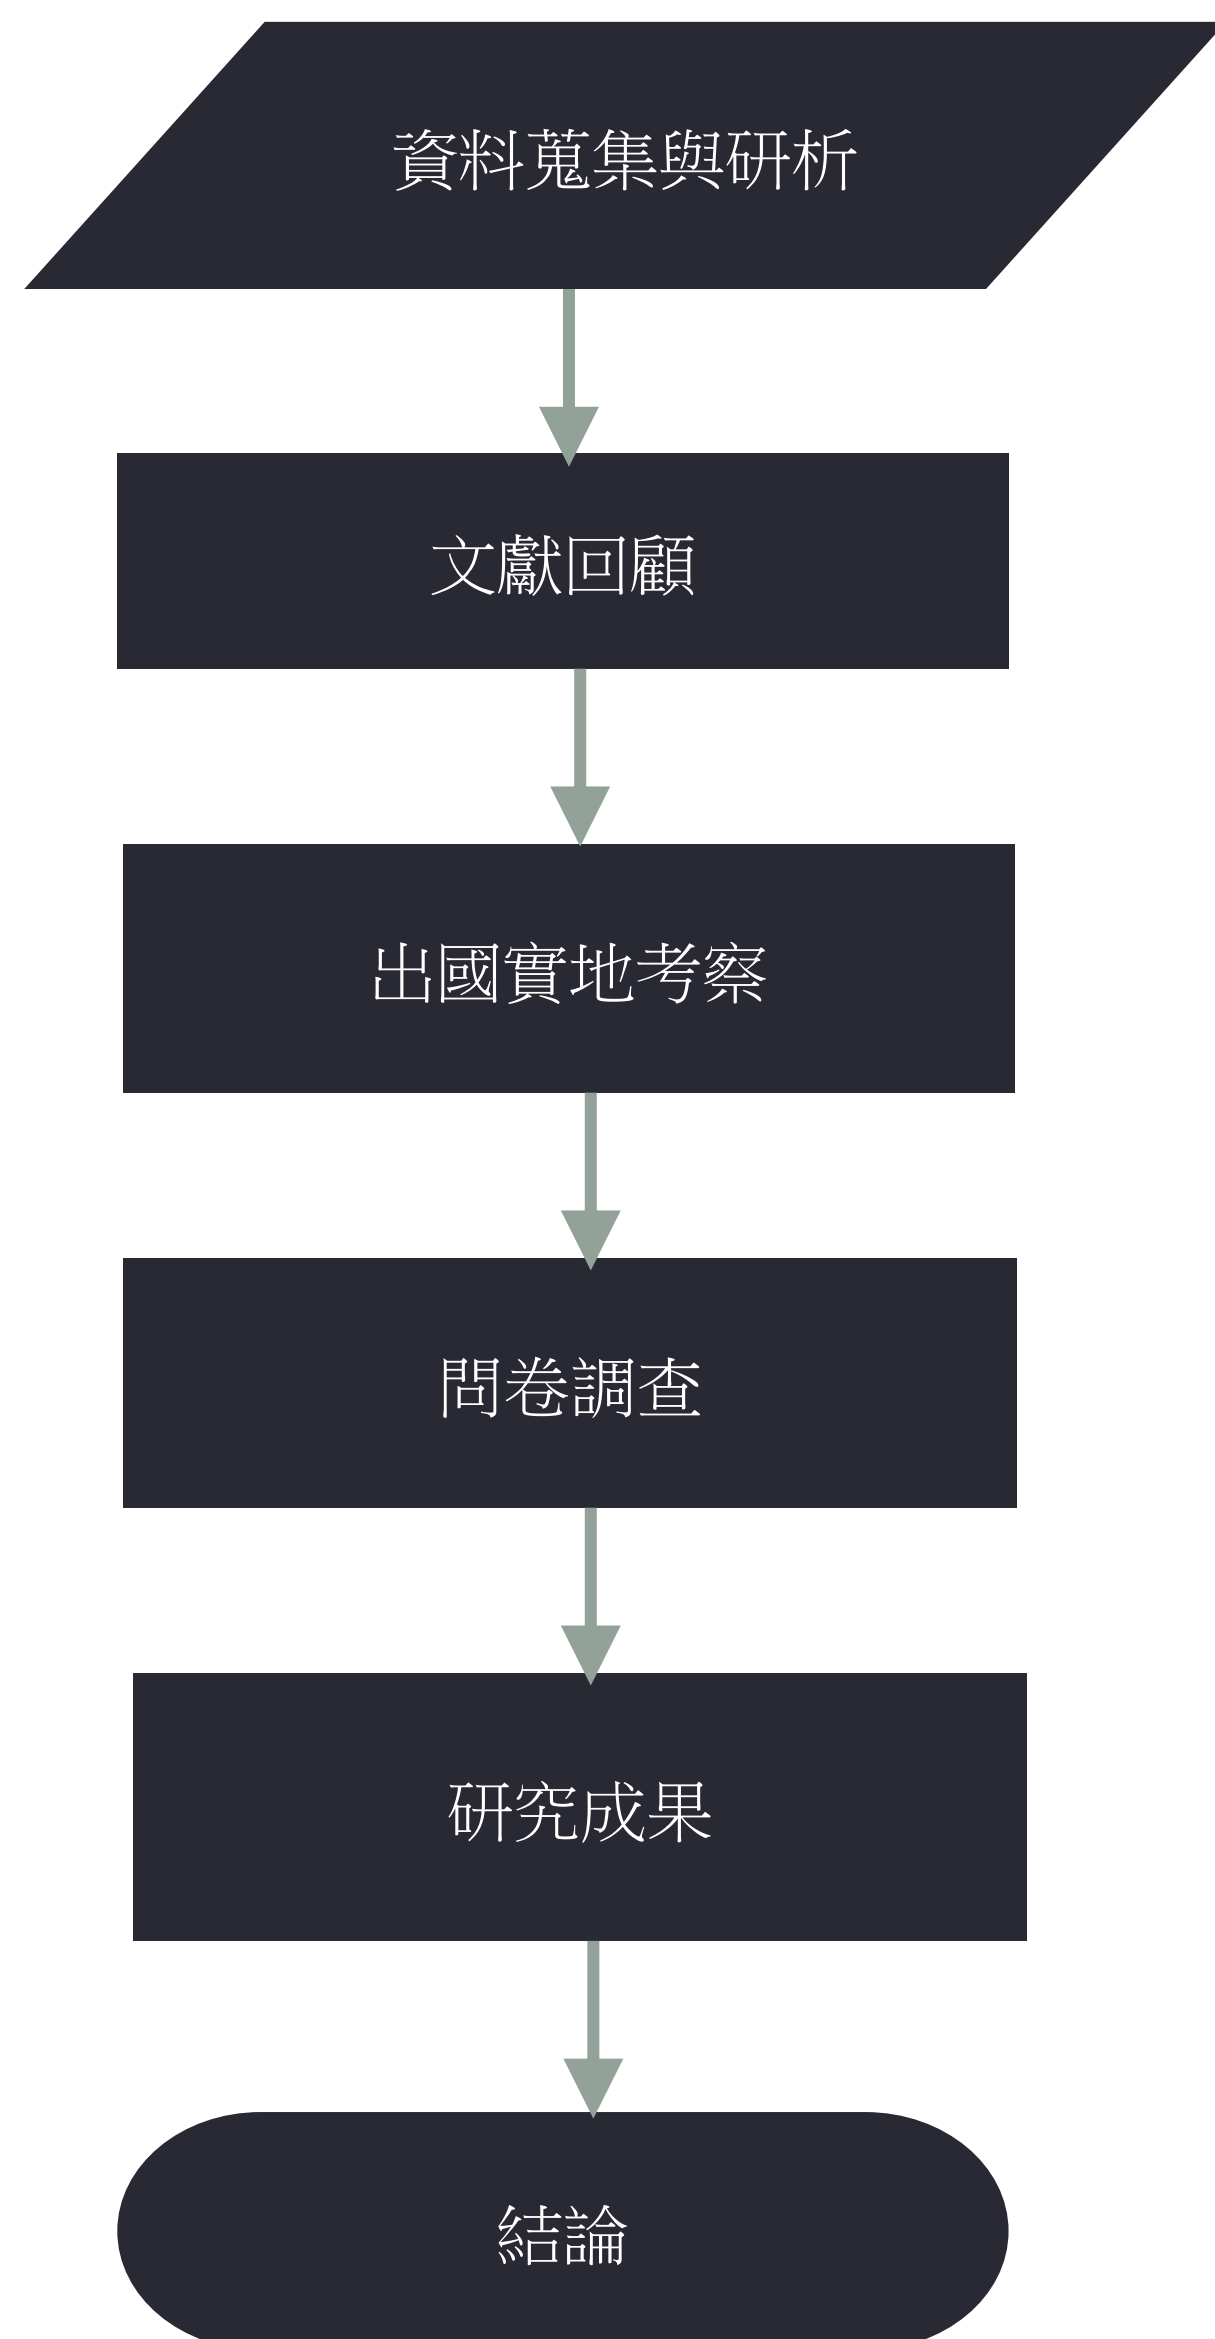 資料蒐集與研析
文獻回顧
出國實地考察
問卷調查
研究成果
結論